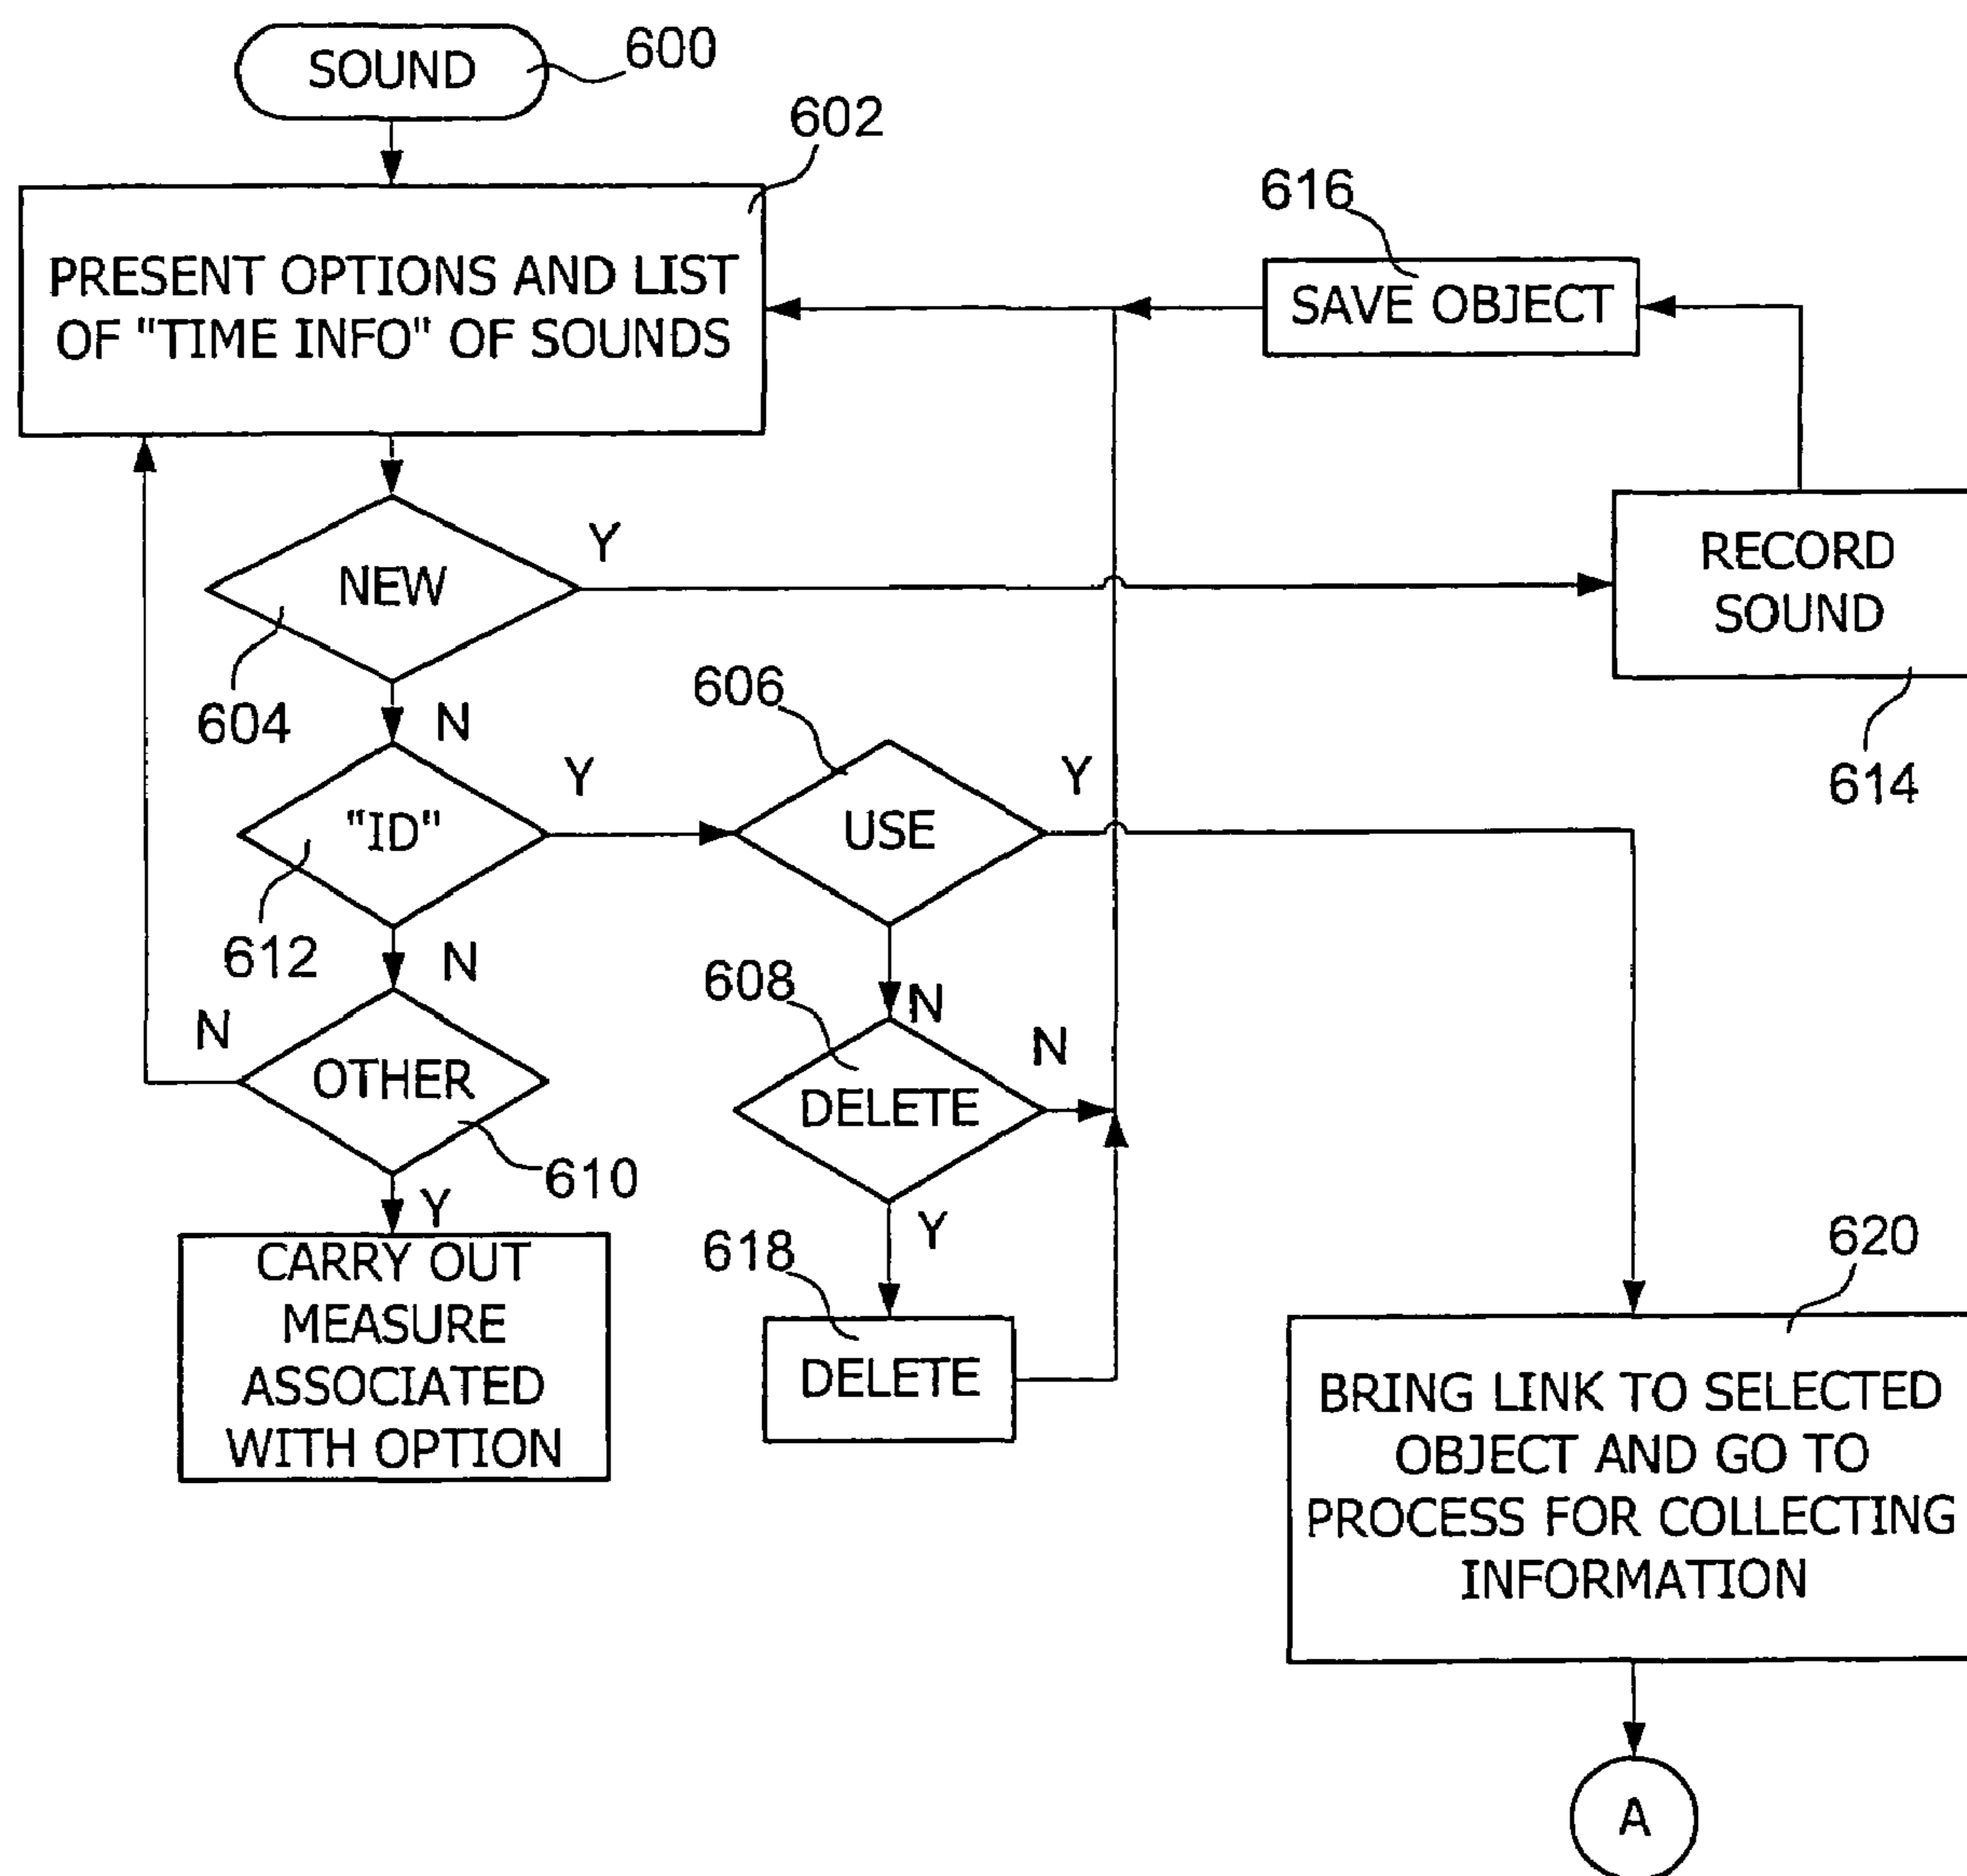 SOUND
600
602
PRESENT OPTIONS AND LIST
OF "TIME INFO" OF SOUNDS
616
SAVE OBJECT
NEW
Y
604
N
RECORD
SOUND
614
"ID"
Y
612
N
606
USE
Y
N
608
DELETE
N
Y
OTHER
N
610
Y
CARRY OUT
MEASURE
ASSOCIATED
WITH OPTION
618
DELETE
620
BRING LINK TO SELECTED
OBJECT AND GO TO
PROCESS FOR COLLECTING
INFORMATION
A